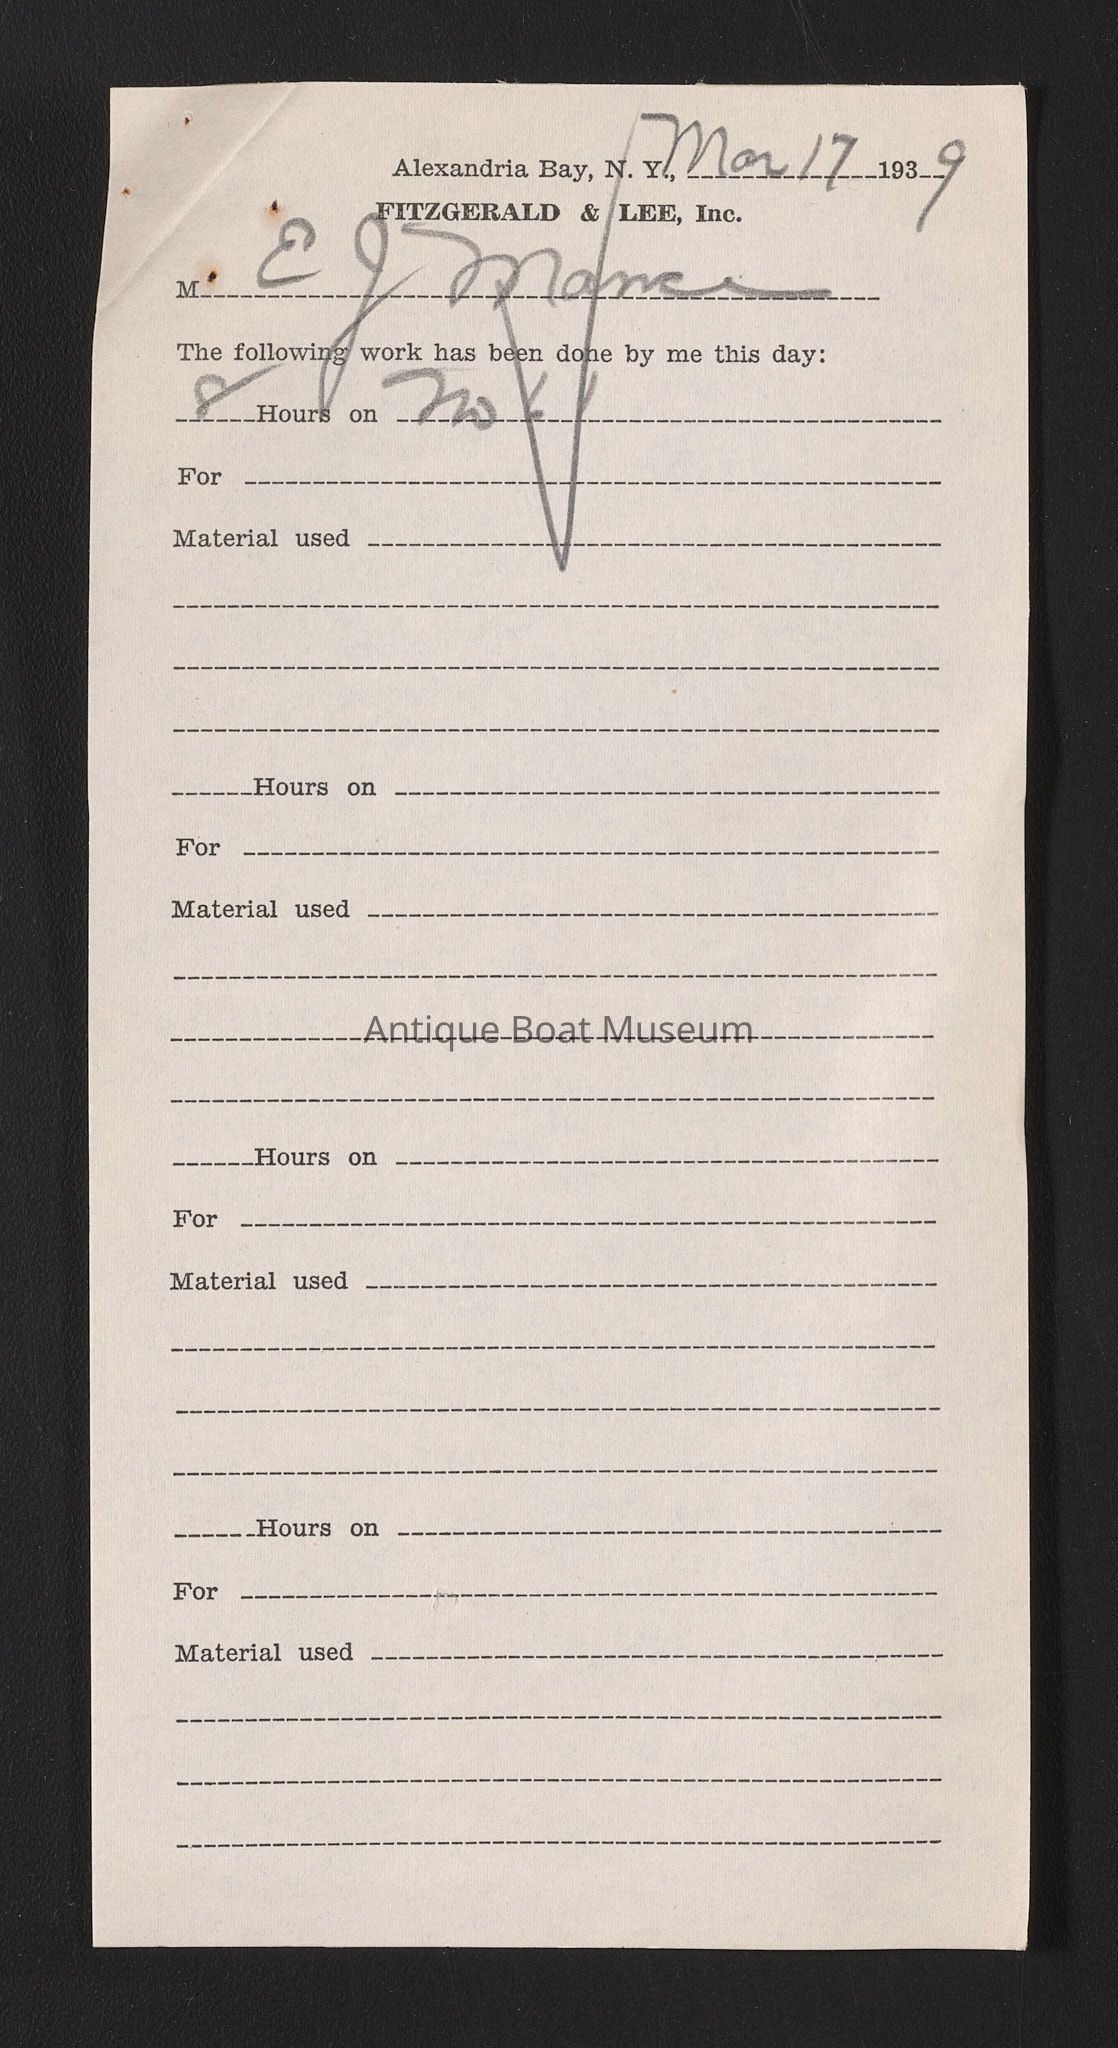 Alexandria Bay, N. Y., Mar 17 1939
FITZGERALD & LEE, Inc.
M E J
The following work has been done by me this day:
8 Hours on No
For
Material used
Hours on
For
Material used
Antique Boat Museum
Hours on
For
Material used
Hours on
For
Material used